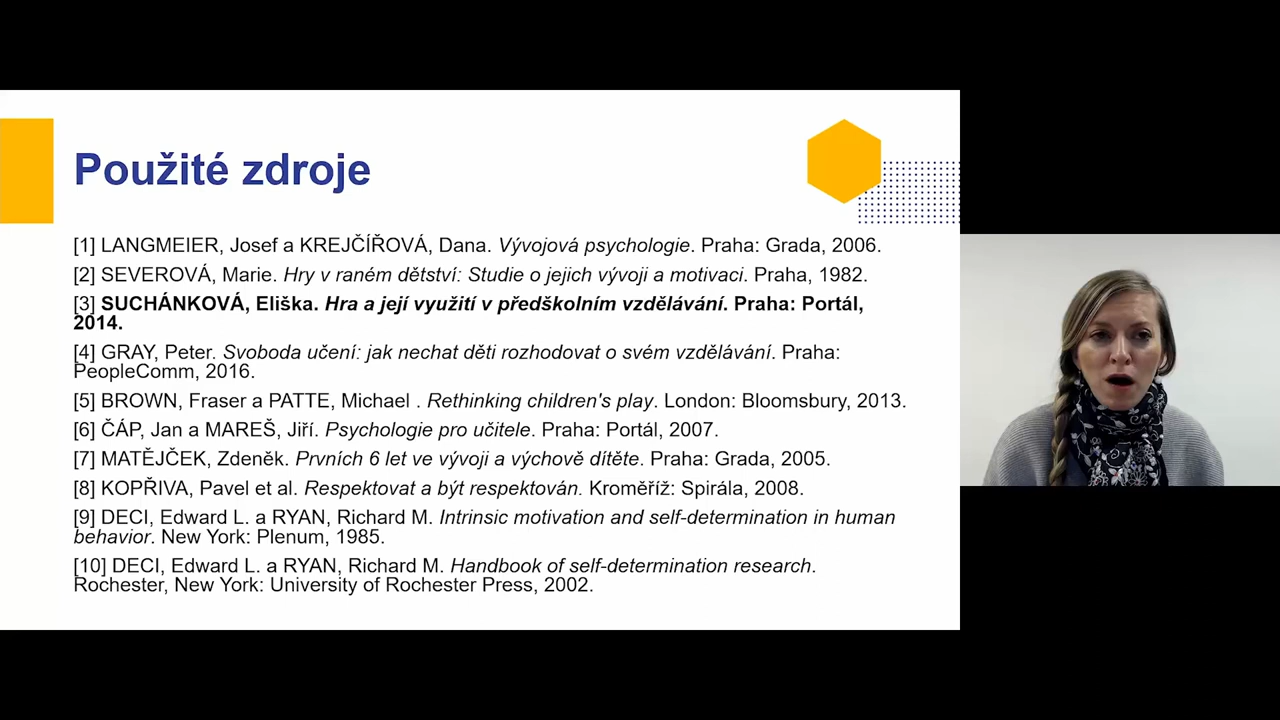 Použité zdroje
[1] LANGMEIER, Josef a KREJČÍŘOVÁ, Dana. Vývojová psychologie. Praha: Grada, 2006.
[2] SEVEROVÁ, Marie. Hry v raném dětství: Studie o jejich vývoji a motivaci. Praha, 1982.
[3] SUCHÁNKOVÁ, Eliška. Hra a její využití v předškolním vzdělávání. Praha: Portál,
2014.
[4] GRAY, Peter. Svoboda učení: jak nechat děti rozhodovat o svém vzdělávání. Praha:
PeopleComm, 2016.
[5] BROWN, Fraser a PATTE, Michael . Rethinking children's play. London: Bloomsbury, 2013.
[6] ČÁP, Jan a MAREŠ, Jiří. Psychologie pro učitele. Praha: Portál, 2007.
[7] MATĚJČEK, Zdeněk. Prvních 6 let ve vývoji a výchově dítěte. Praha: Grada, 2005.
[8] KOPŘIVA, Pavel et al. Respektovat a být respektován. Kroměříž: Spirála, 2008.
[9] DECI, Edward L. a RYAN, Richard M. Intrinsic motivation and self-determination in human
behavior. New York: Plenum, 1985.
[10] DECI, Edward L. a RYAN, Richard M. Handbook of self-determination research.
Rochester, New York: University of Rochester Press, 2002.